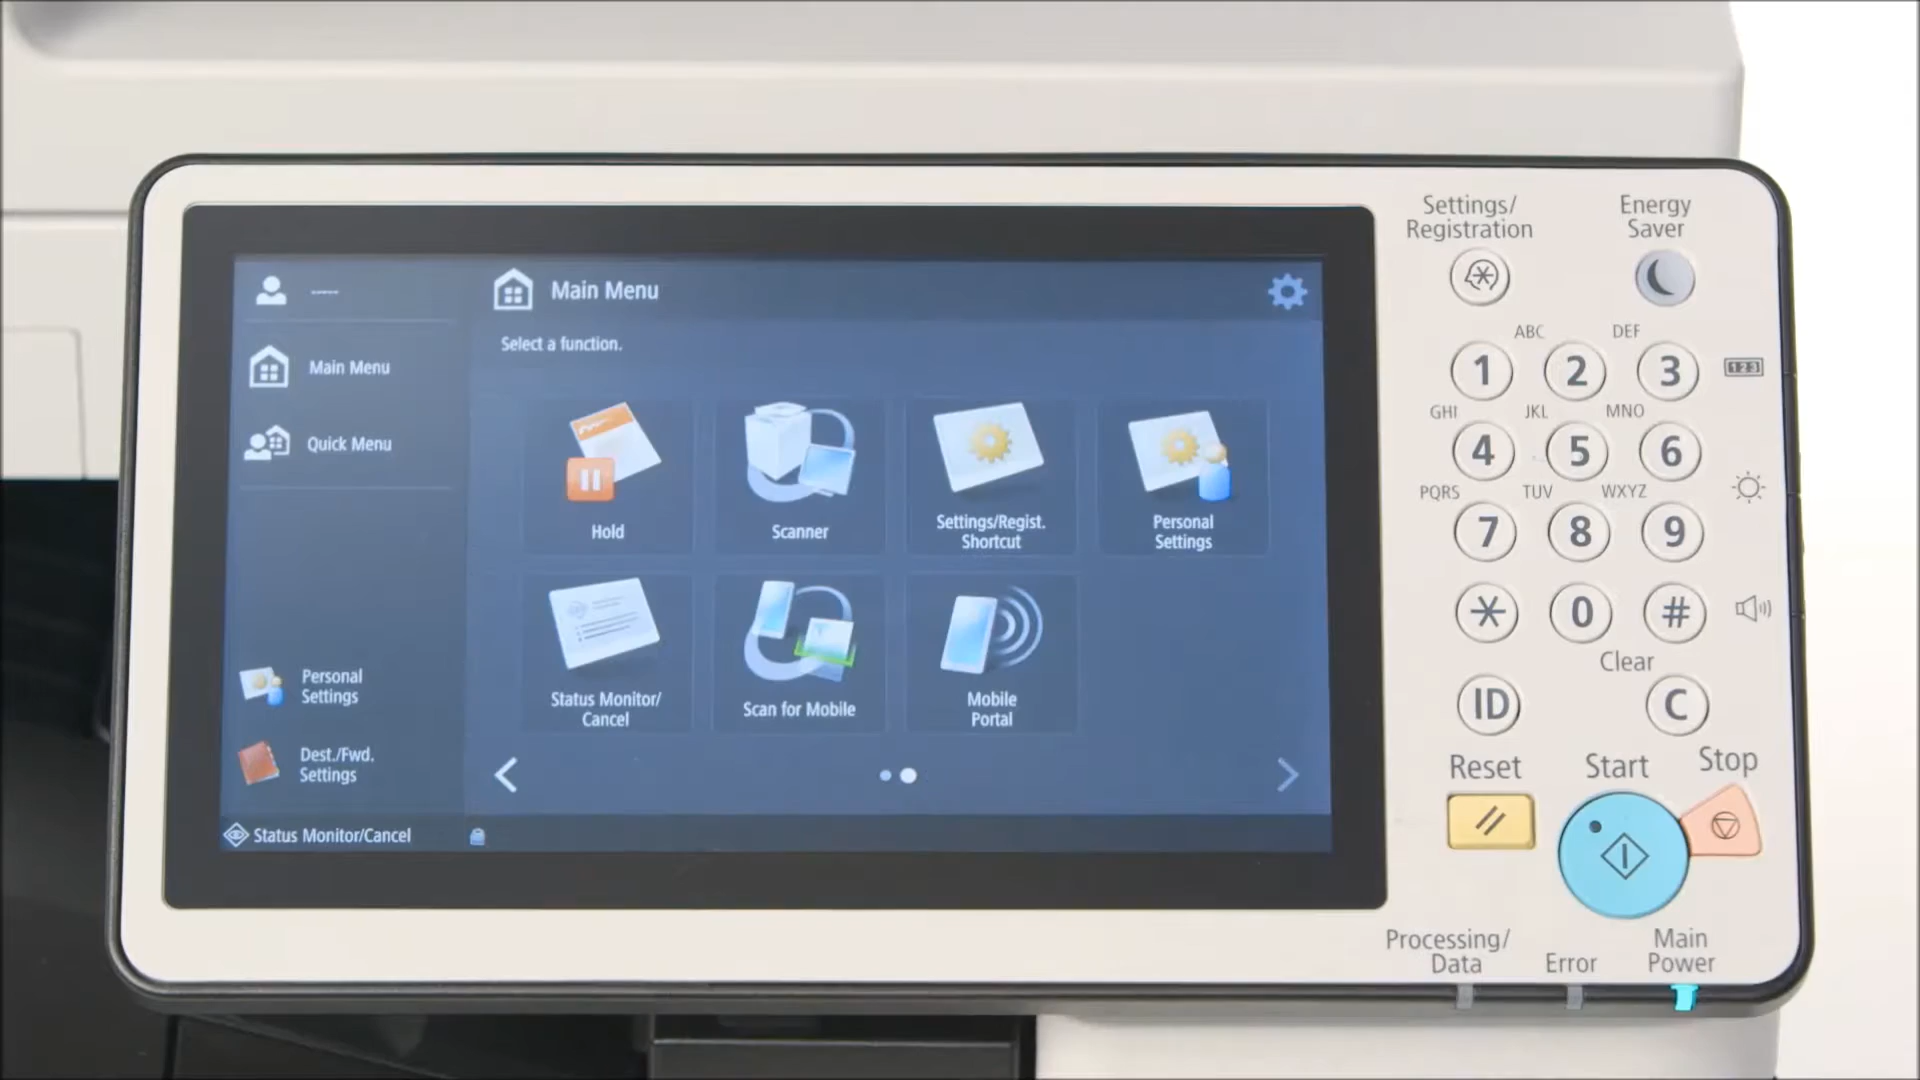 Settings/
Registration
Energy
Saver
-----
Main Menu
Select a function.
Main Menu
Quick Menu
Hold
Scanner
Settings/Regist.
Shortcut
Personal
Settings
Status Monitor/
Cancel
Scan for Mobile
Mobile
Portal
Personal
Settings
Dest./Fwd.
Settings
Status Monitor/Cancel
ABC DEF
1 2 3 123
GHI JKL MNO
4 5 6
PQRS TUV WXYZ
7 8 9
* 0 #
Clear
ID C
Reset Start Stop
Processing/
Data
Error
Main
Power